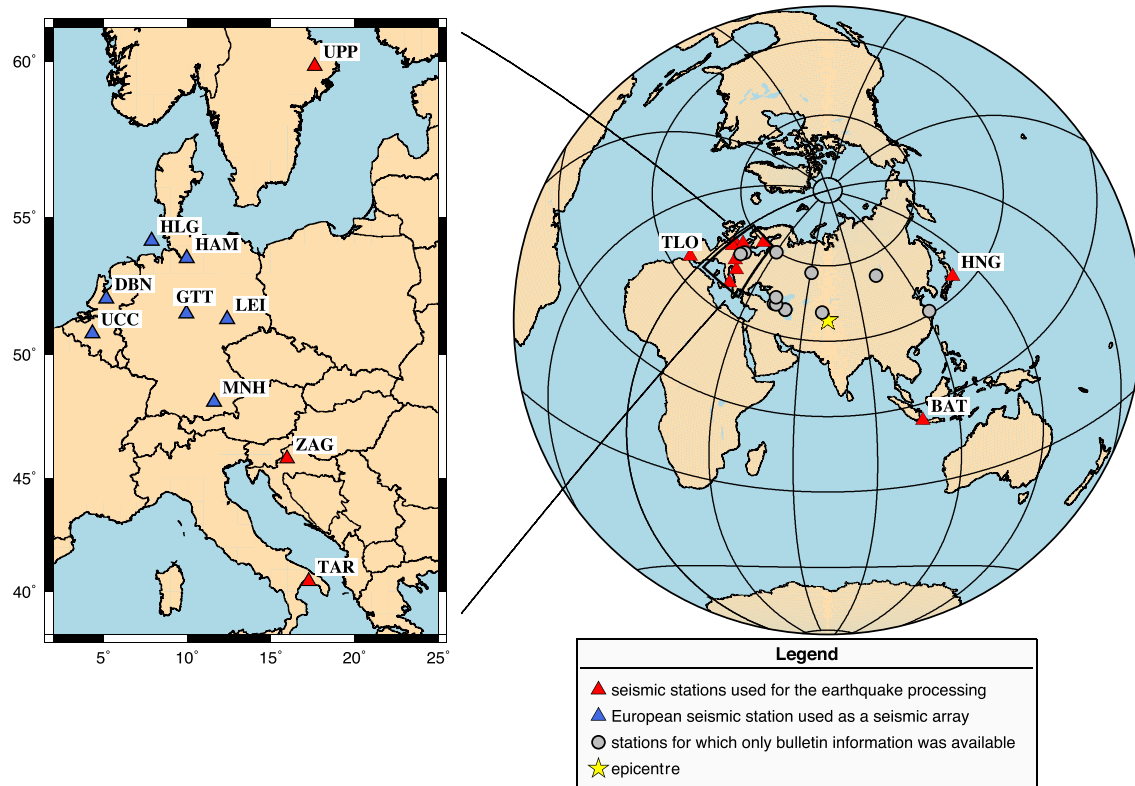 60°
55°
50°
45°
40°
5°
10°
15°
20°
25°
UPP
HLG
HAM
DBN
GTT
LEI
UCC
MNH
ZAG
TAR
TLO
HNG
BAT
Legend
seismic stations used for the earthquake processing
European seismic station used as a seismic array
stations for which only bulletin information was available
epicentre